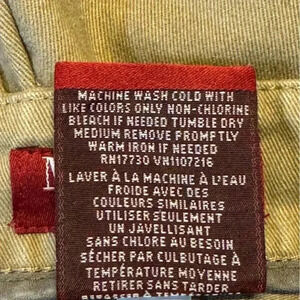 MACHINE WASH COLD WITH
LIKE COLORS ONLY NON-CHLORINE
BLEACH IF NEEDED TUMBLE DRY
MEDIUM REMOVE PROMPTLY
WARM IRON IF NEEDED
RN17730 VN1107216
LAVER À LA MACHINE À L'EAU
FROIDE AVEC DES
COULEURS SIMILAIRES
UTILISER SEULEMENT
UN JAVELLISANT
SANS CHLORE AU BESOIN
SÉCHER PAR CULBUTAGE À
TEMPÉRATURE MOYENNE
RETIRER SANS TARDER